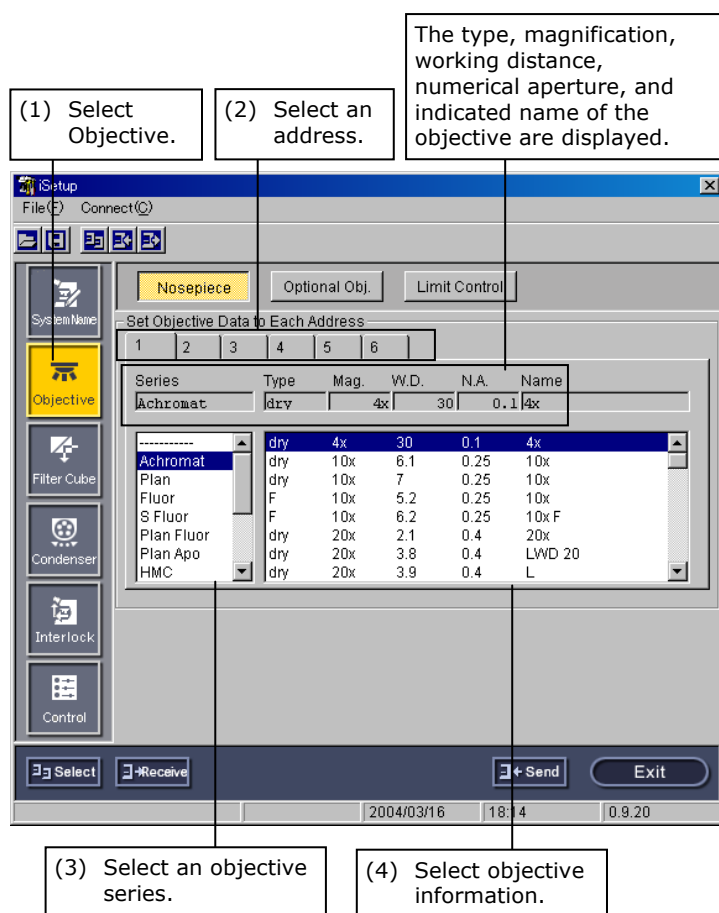 The type, magnification,
working distance,
numerical aperture, and
indicated name of the
objective are displayed.
(1) Select
Objective.
(2) Select an
address.
iSetup
File(F) Connect(C)
System Name
Objective
Filter Cube
Condenser
Interlock
Control
Nosepiece Optional Obj. Limit Control
Set Objective Data to Each Address
1 2 3 4 5 6
Series Type Mag. W.D. N.A. Name
Achromat dry 4x 30 0.1 4x
----------
Achromat
Plan
Fluor
S Fluor
Plan Fluor
Plan Apo
HMC
dry 4x 30 0.1 4x
dry 10x 6.1 0.25 10x
dry 10x 7 0.25 10x
F 10x 5.2 0.25 10x
F 10x 6.2 0.25 10x F
dry 20x 2.1 0.4 20x
dry 20x 3.8 0.4 LWD 20
dry 20x 3.9 0.4 L
Select Receive Send Exit
2004/03/16 18:14 0.9.20
(3) Select an objective
series.
(4) Select objective
information.